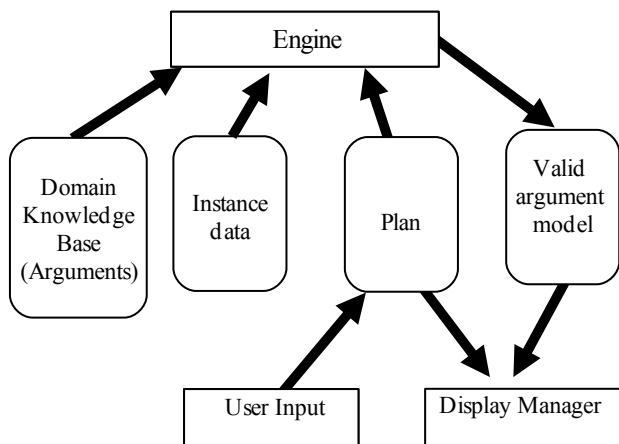 Engine
Domain
Knowledge
Base
(Arguments)
Instance
data
Plan
Valid
argument
model
User Input
Display Manager